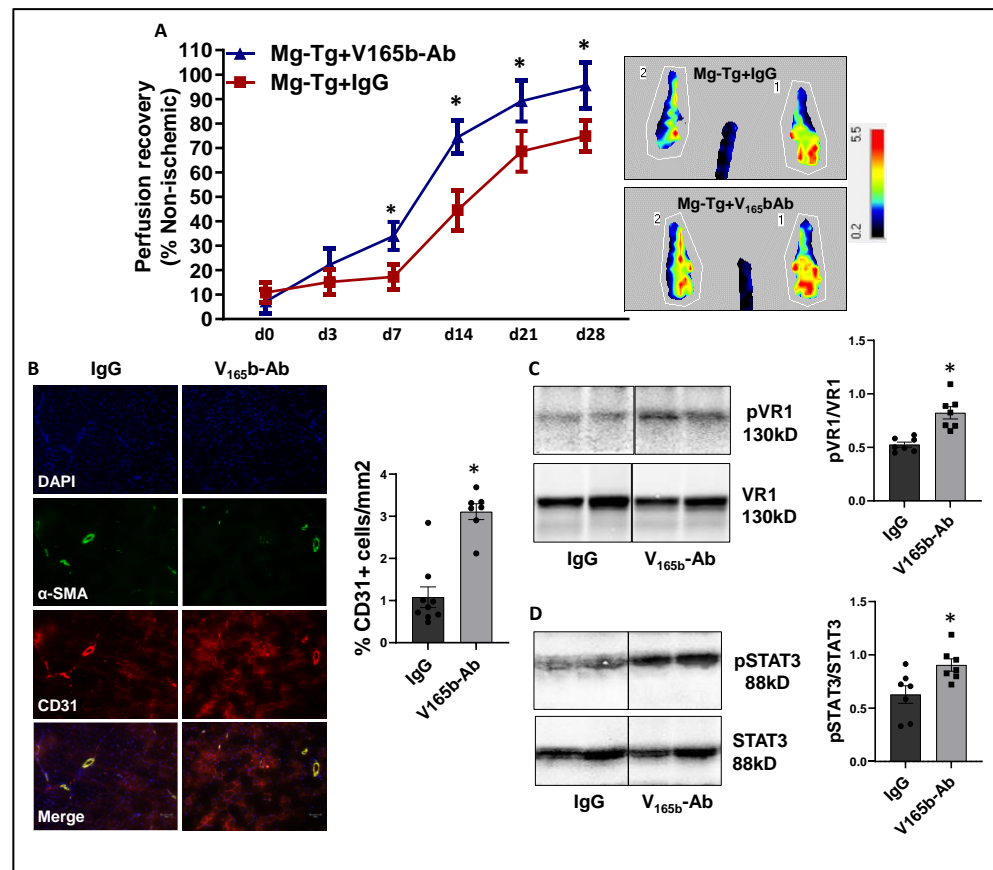 A
Mg-Tg+V165b-Ab
Mg-Tg+IgG
Perfusion recovery
(% Non-ischemic)
110
100
90
80
70
60
50
40
30
20
10
0
*
*
*
*
d0 d3 d7 d14 d21 d28
Mg-Tg+IgG
2
1
Mg-Tg+V₁₆₅bAb
2
1
5.5
0.2
B
IgG
V₁₆₅b-Ab
DAPI
α-SMA
CD31
Merge
% CD31+ cells/mm2
4
3
2
1
0
*
IgG
V165b-Ab
C
pVR1
130kD
VR1
130kD
IgG
V₁₆₅b-Ab
pVR1/VR1
1.5
1.0
0.5
0.0
*
IgG
V165b-Ab
D
pSTAT3
88kD
STAT3
88kD
IgG
V₁₆₅b-Ab
pSTAT3/STAT3
1.5
1.0
0.5
0.0
*
IgG
V165b-Ab